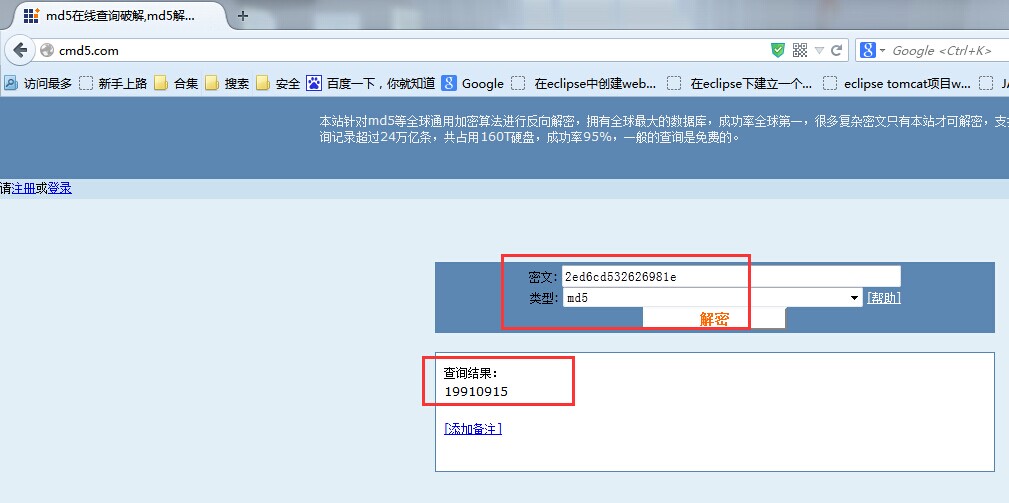 md5在线查询破解,md5解...
cmd5.com
Google <Ctrl+K>
访问最多 新手上路 合集 搜索 安全 百度一下，你就知道 Google 在eclipse中创建web... 在eclipse下建立一个... eclipse tomcat项目w... JA
本站针对md5等全球通用加密算法进行反向解密，拥有全球最大的数据库，成功率全球第一，很多复杂密文只有本站才可解密，支
询记录超过24万亿条，共占用160T硬盘，成功率95%，一般的查询是免费的。
请注册或登录
密文: 2ed6cd532626981e
类型: md5 [帮助]
解密
查询结果:
19910915
[添加备注]